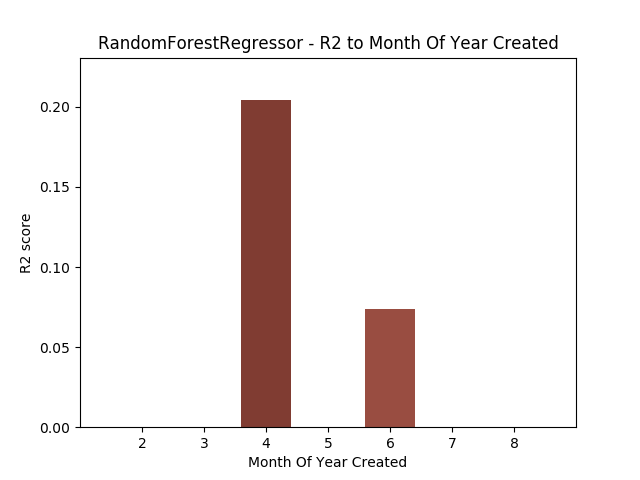 RandomForestRegressor - R2 to Month Of Year Created
0.20
0.15
0.10
0.05
0.00
R2 score
2 3 4 5 6 7 8
Month Of Year Created